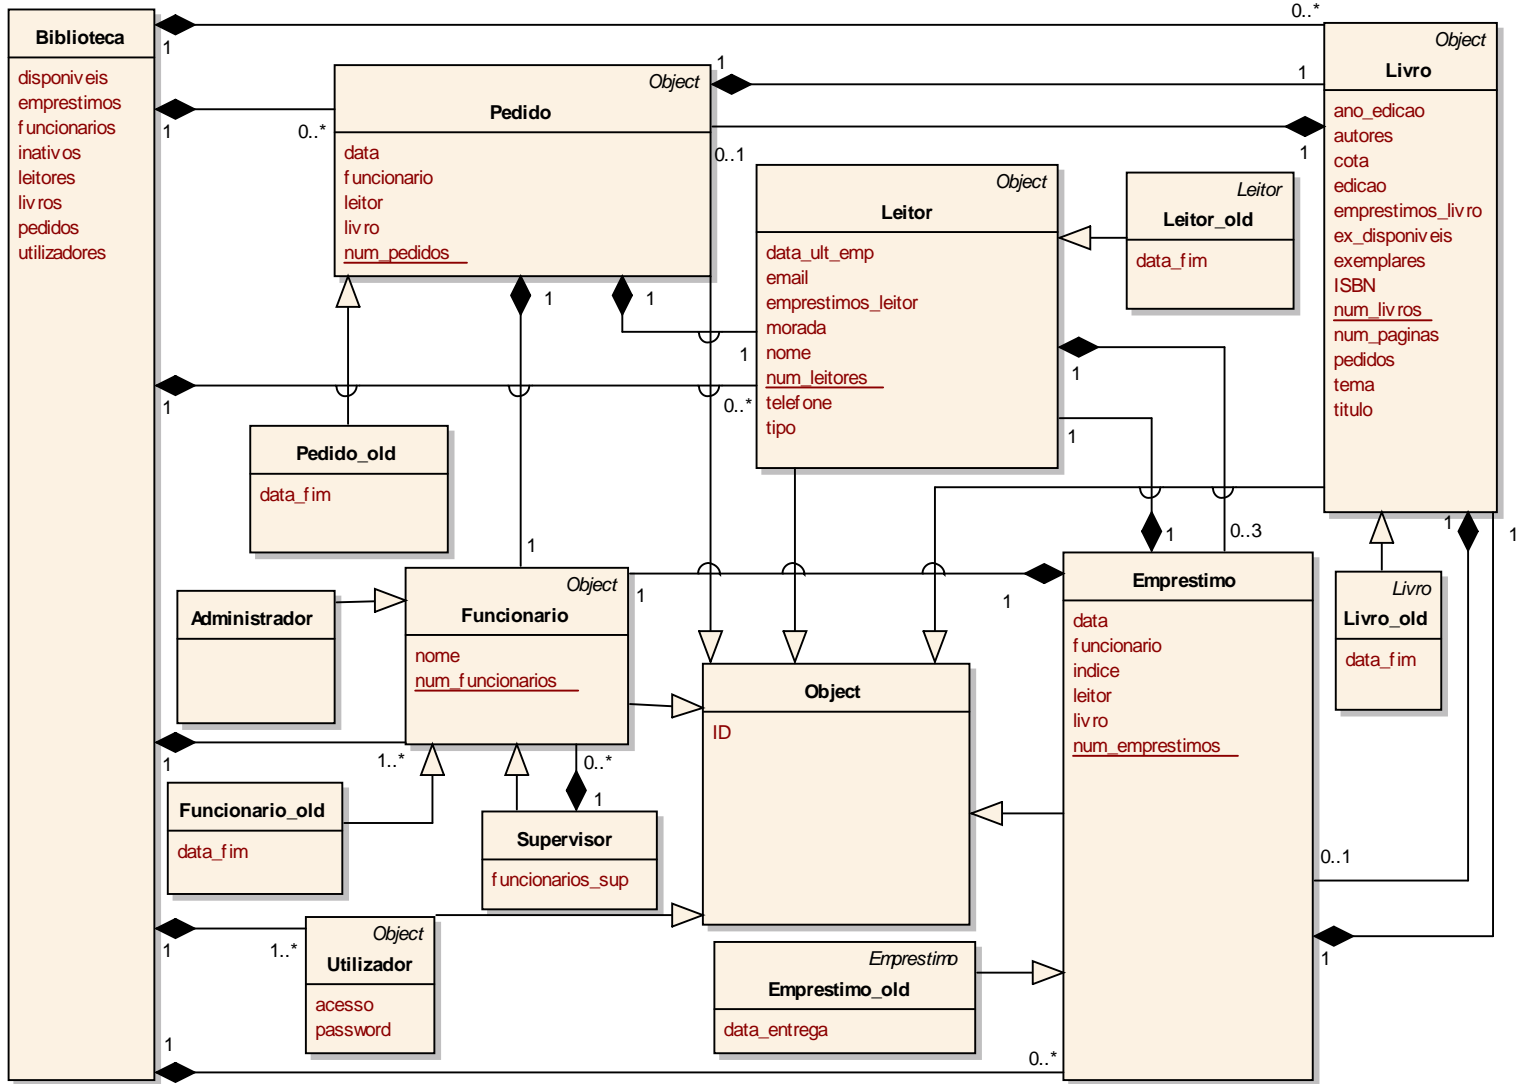 Biblioteca
disponiveis
emprestimos
funcionarios
inativos
leitores
livros
pedidos
utilizadores
1
0..*
1
0..*
1
0..*
1
1..*
1
1..*
1
0..*
Object
Pedido
data
funcionario
leitor
livro
num_pedidos
1
1
0..1
1
1
1
1
1
Object
Livro
ano_edicao
autores
cota
edicao
emprestimos_livro
ex_disponiveis
exemplares
ISBN
num_livros
num_paginas
pedidos
tema
titulo
Object
Leitor
data_ult_emp
email
emprestimos_leitor
morada
nome
num_leitores
telefone
tipo
Leitor
Leitor_old
data_fim
1
0..3
1
1
Pedido_old
data_fim
Administrador
Object
Funcionario
nome
num_funcionarios
1
1
Object
ID
Emprestimo
data
funcionario
indice
leitor
livro
num_emprestimos
1
1
Livro
Livro_old
data_fim
0..1
1
Funcionario_old
data_fim
0..*
1
Supervisor
funcionarios_sup
Object
Utilizador
acesso
password
Emprestimo
Emprestimo_old
data_entrega